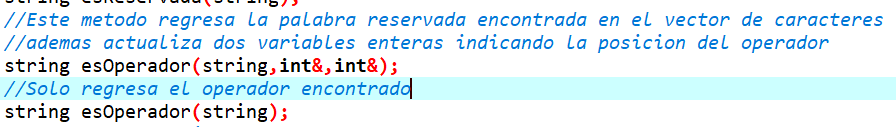 string esReservada(string);
//Este metodo regresa la palabra reservada encontrada en el vector de caracteres
//ademas actualiza dos variables enteras indicando la posicion del operador
string esOperador(string,int&,int&);
//Solo regresa el operador encontrado
string esOperador(string);